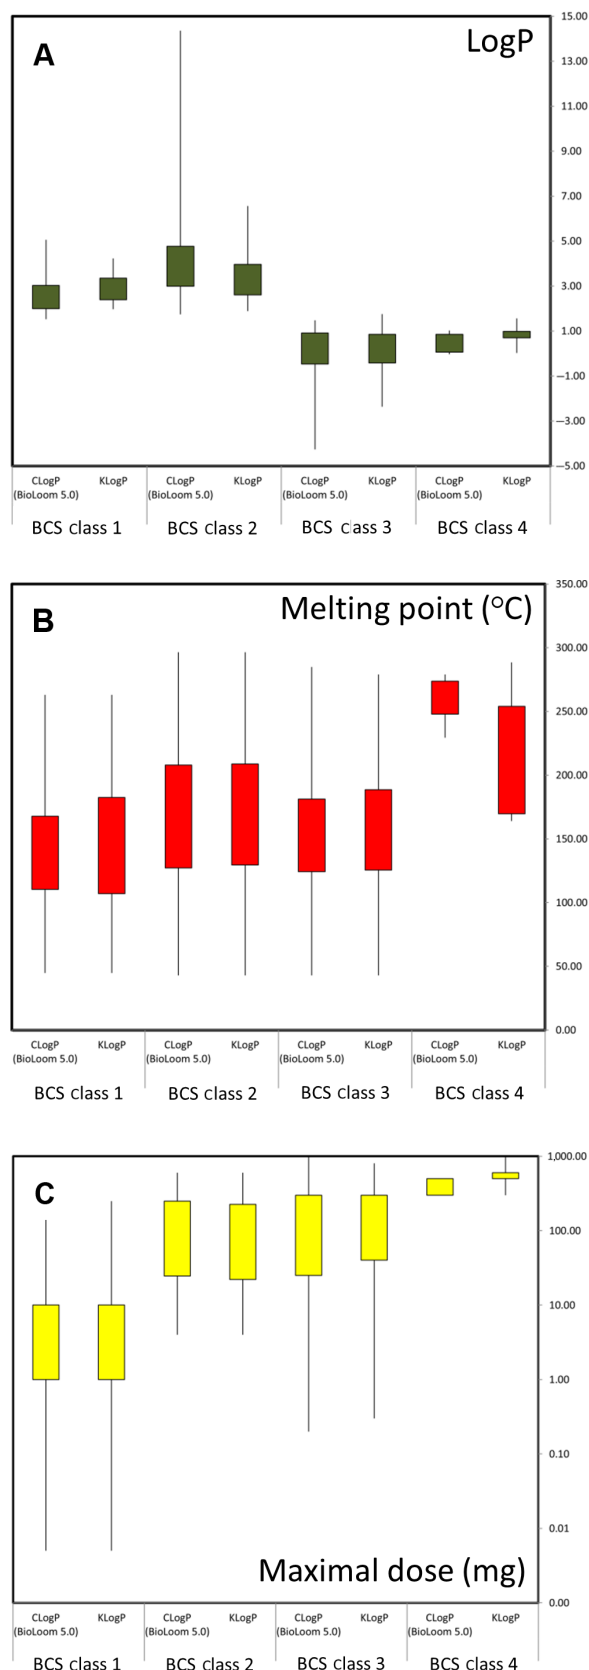 A
LogP
15.00
13.00
11.00
9.00
7.00
5.00
3.00
1.00
–1.00
–3.00
–5.00
CLogP KLogP CLogP KLogP CLogP KLogP CLogP KLogP
(BioLoom 5.0) (BioLoom 5.0) (BioLoom 5.0) (BioLoom 5.0)
BCS class 1 BCS class 2 BCS class 3 BCS class 4
B
Melting point (°C)
350.00
300.00
250.00
200.00
150.00
100.00
50.00
0.00
CLogP KLogP CLogP KLogP CLogP KLogP CLogP KLogP
(BioLoom 5.0) (BioLoom 5.0) (BioLoom 5.0) (BioLoom 5.0)
BCS class 1 BCS class 2 BCS class 3 BCS class 4
C
1,000.00
100.00
10.00
1.00
0.10
0.01
0.00
Maximal dose (mg)
CLogP KLogP CLogP KLogP CLogP KLogP CLogP KLogP
(BioLoom 5.0) (BioLoom 5.0) (BioLoom 5.0) (BioLoom 5.0)
BCS class 1 BCS class 2 BCS class 3 BCS class 4